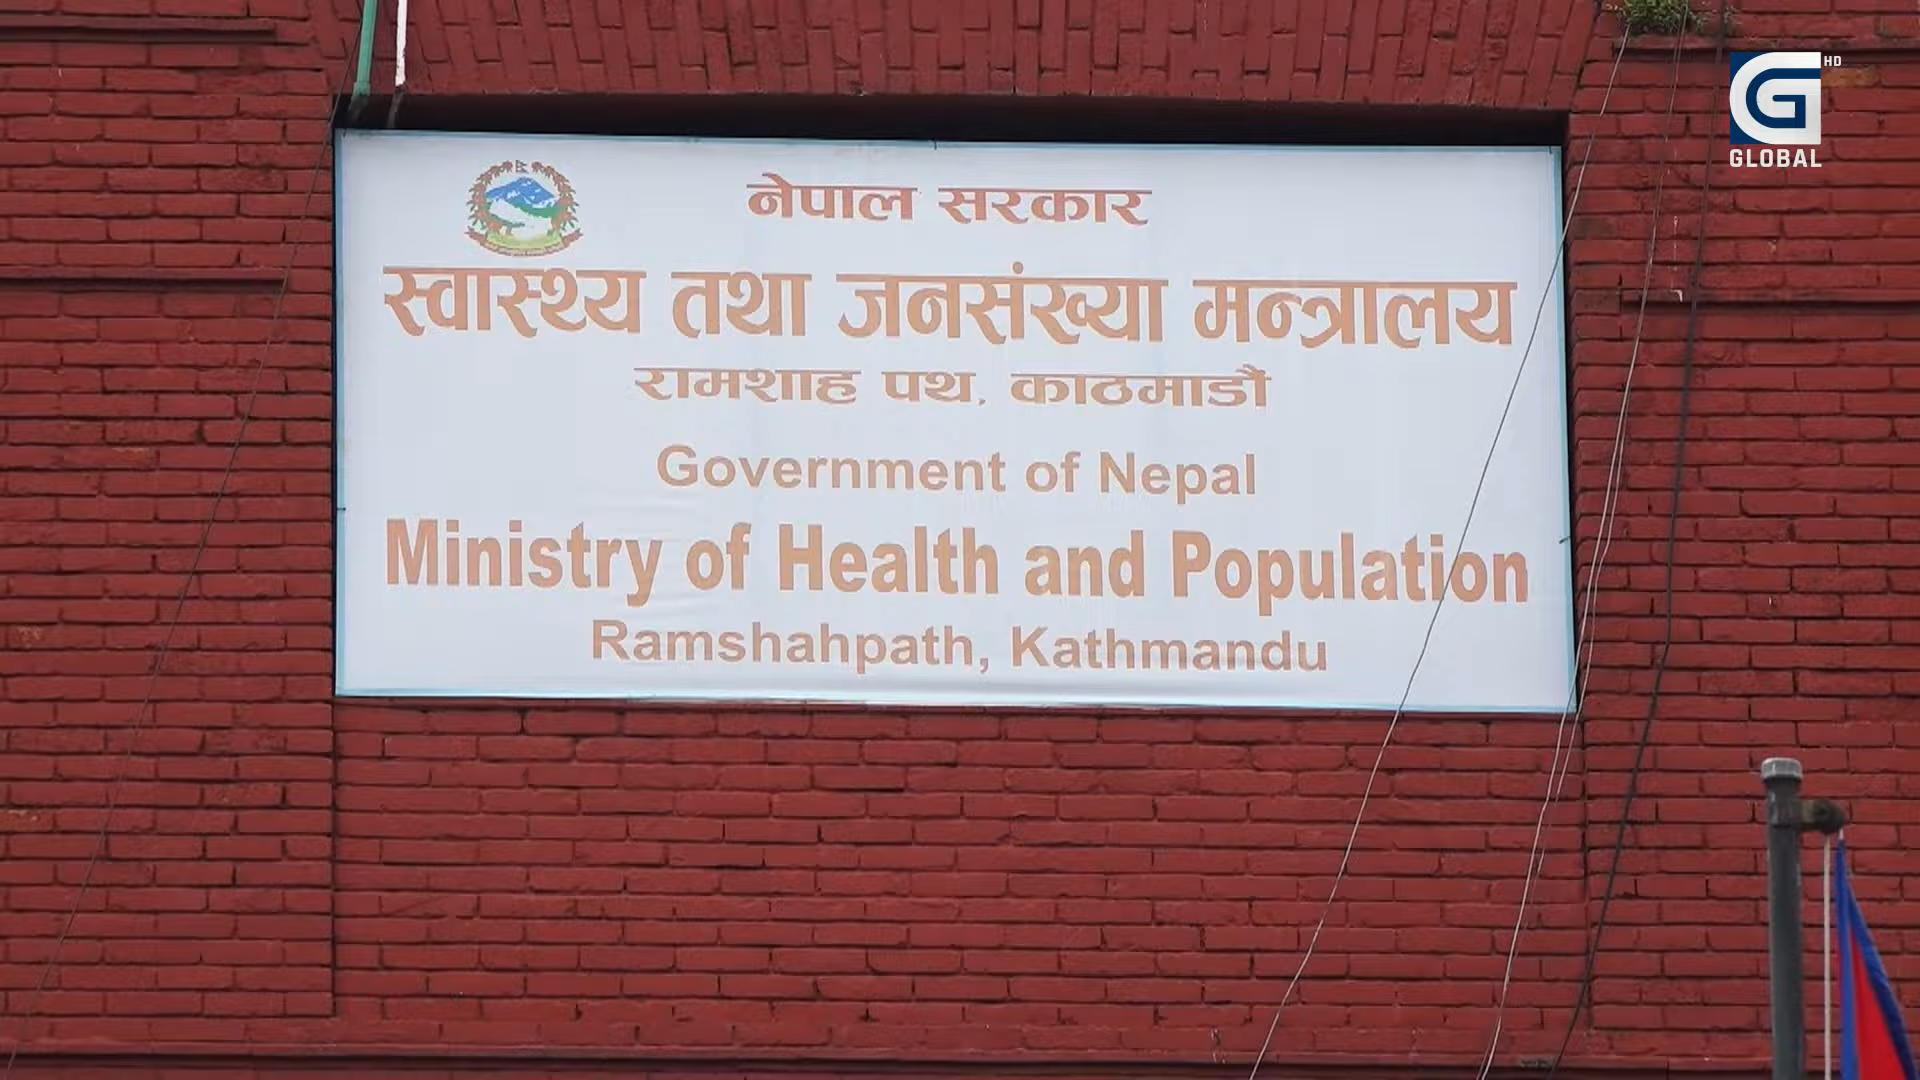 नेपाल सरकार
स्वास्थ्य तथा जनसंख्या मन्त्रालय
रामशाह पथ, काठमाडौं
Government of Nepal
Ministry of Health and Population
Ramshahpath, Kathmandu
G HD
GLOBAL